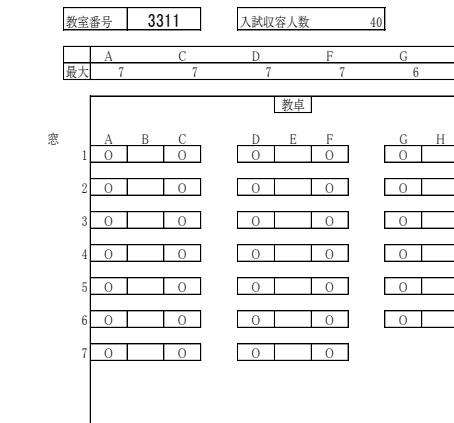 教室番号 3311 入試収容人数 40
A C D F G
最大 7 7 7 7 6
教卓
窓 A B C D E F G H
1 O O O O O
2 O O O O O
3 O O O O O
4 O O O O O
5 O O O O O
6 O O O O O
7 O O O O